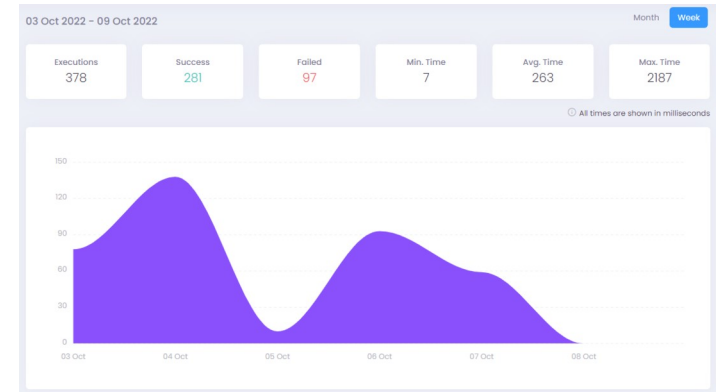 03 Oct 2022 - 09 Oct 2022
Month Week
Executions Success Failed Min. Time Avg. Time Max. Time
378 281 97 7 263 2187
All times are shown in milliseconds
150
120
90
60
30
0
03 Oct 04 Oct 05 Oct 06 Oct 07 Oct 08 Oct